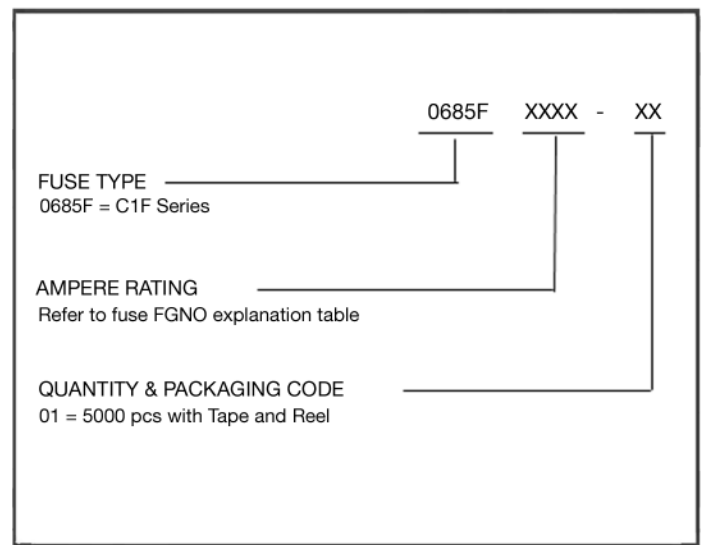 0685F XXXX - XX
FUSE TYPE
0685F = C1F Series
AMPERE RATING
Refer to fuse FGNO explanation table
QUANTITY & PACKAGING CODE
01 = 5000 pcs with Tape and Reel